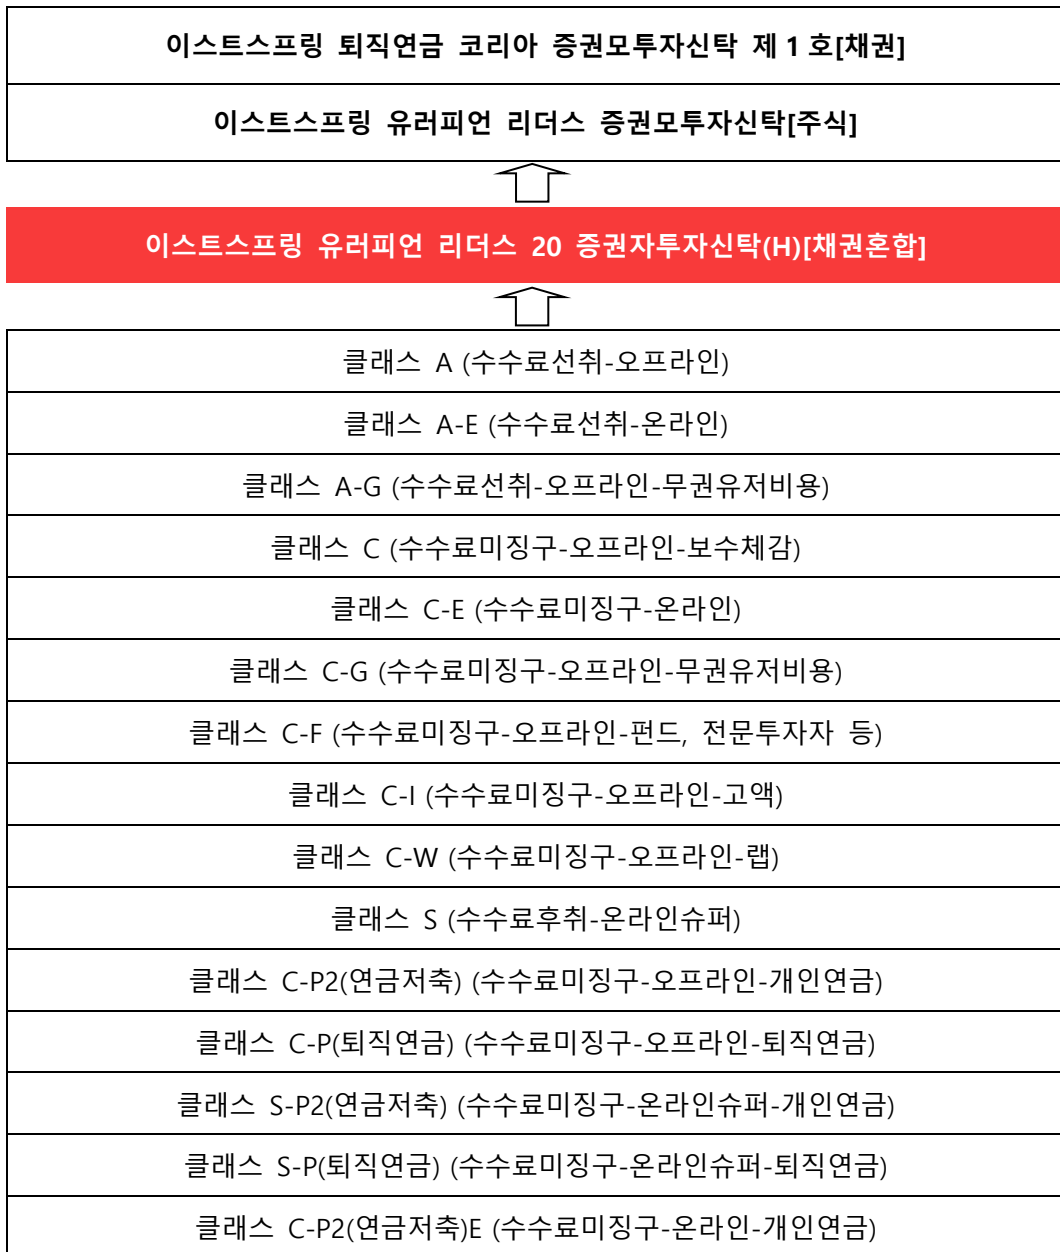 이스트스프링 퇴직연금 코리아 증권모투자신탁 제 1 호[채권]
이스트스프링 유러피언 리더스 증권모투자신탁[주식]
이스트스프링 유러피언 리더스 20 증권자투자신탁(H)[채권혼합]
클래스 A (수수료선취-오프라인)
클래스 A-E (수수료선취-온라인)
클래스 A-G (수수료선취-오프라인-무권유저비용)
클래스 C (수수료미징구-오프라인-보수체감)
클래스 C-E (수수료미징구-온라인)
클래스 C-G (수수료미징구-오프라인-무권유저비용)
클래스 C-F (수수료미징구-오프라인-펀드, 전문투자자 등)
클래스 C-I (수수료미징구-오프라인-고액)
클래스 C-W (수수료미징구-오프라인-랩)
클래스 S (수수료후취-온라인슈퍼)
클래스 C-P2(연금저축) (수수료미징구-오프라인-개인연금)
클래스 C-P(퇴직연금) (수수료미징구-오프라인-퇴직연금)
클래스 S-P2(연금저축) (수수료미징구-온라인슈퍼-개인연금)
클래스 S-P(퇴직연금) (수수료미징구-온라인슈퍼-퇴직연금)
클래스 C-P2(연금저축)E (수수료미징구-온라인-개인연금)